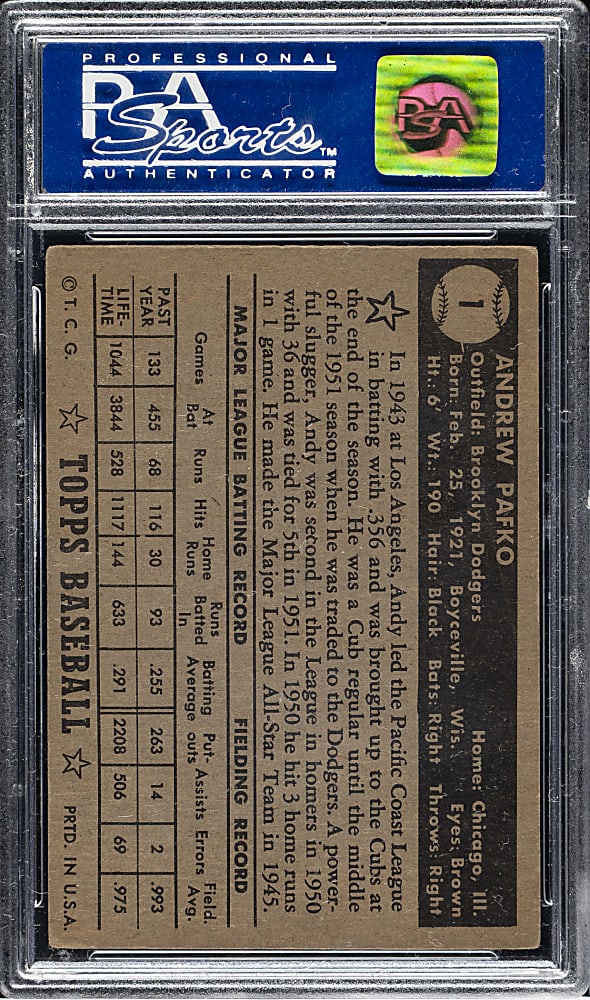 PROFESSIONAL
PSA
Sports™
AUTHENTICATOR
PSA
1
ANDREW PAFKO
Outfield: Brooklyn Dodgers Home: Chicago, Ill.
Born: Feb. 25, 1921, Boyceville, Wis. Eyes: Brown
Ht.: 6' Wt.: 190 Hair: Black Bats: Right Throws: Right
In 1943 at Los Angeles, Andy led the Pacific Coast League
in batting with .356 and was brought up to the Cubs at
the end of the season. He was a Cub regular until the middle
of the 1951 season when he was traded to the Dodgers. A power-
ful slugger, Andy was second in the League in homers in 1950
with 36 and was tied for 5th in 1951. In 1950 he hit 3 home runs
in 1 game. He made the Major League All-Star Team in 1945.
MAJOR LEAGUE BATTING RECORD FIELDING RECORD
Games At Bat Runs Hits Home Runs Runs Batted In Batting Average Put-outs Assists Errors Field. Avg.
PAST YEAR 133 455 68 116 30 93 .255 263 14 2 .993
LIFE-TIME 1044 3844 528 1117 144 633 .291 2208 506 69 .975
© T. C. G. ☆ TOPPS BASEBALL ☆ PRTD. IN U.S.A.